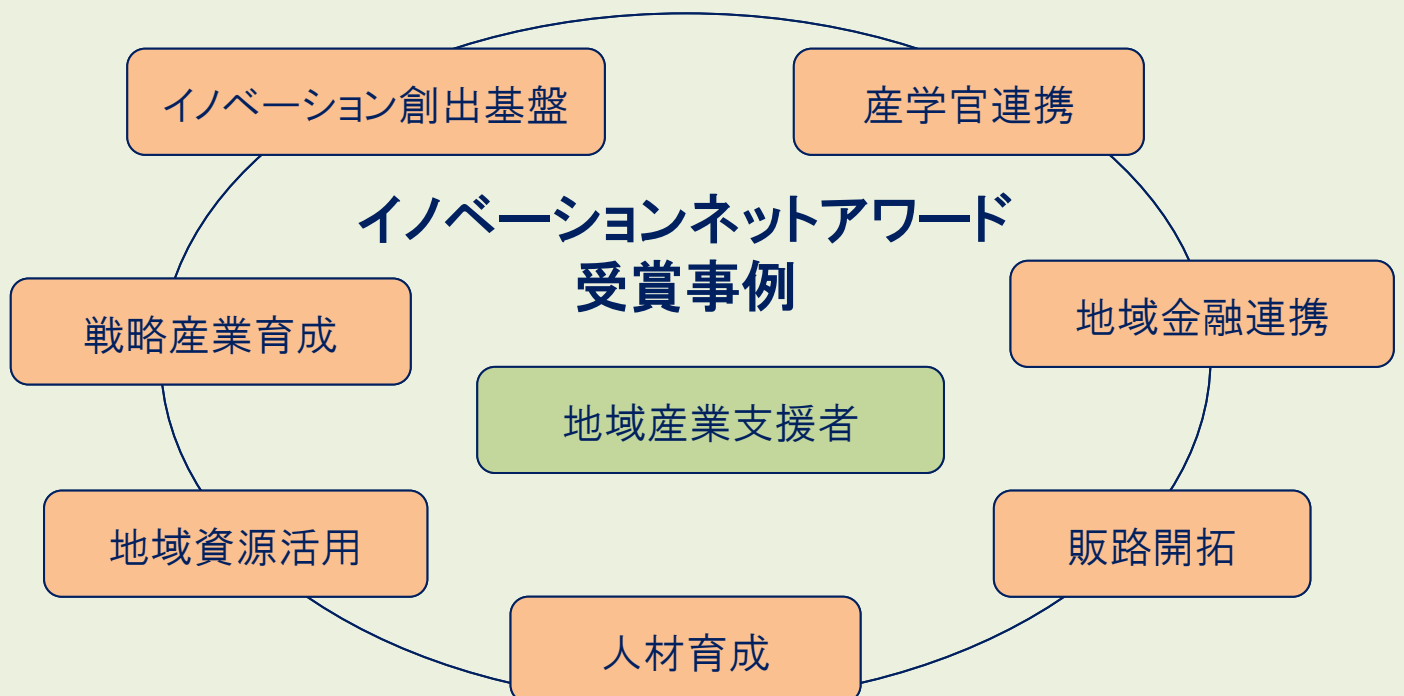 イノベーション創出基盤
産学官連携
イノベーションネットアワード
受賞事例
戦略産業育成
地域金融連携
地域産業支援者
地域資源活用
販路開拓
人材育成